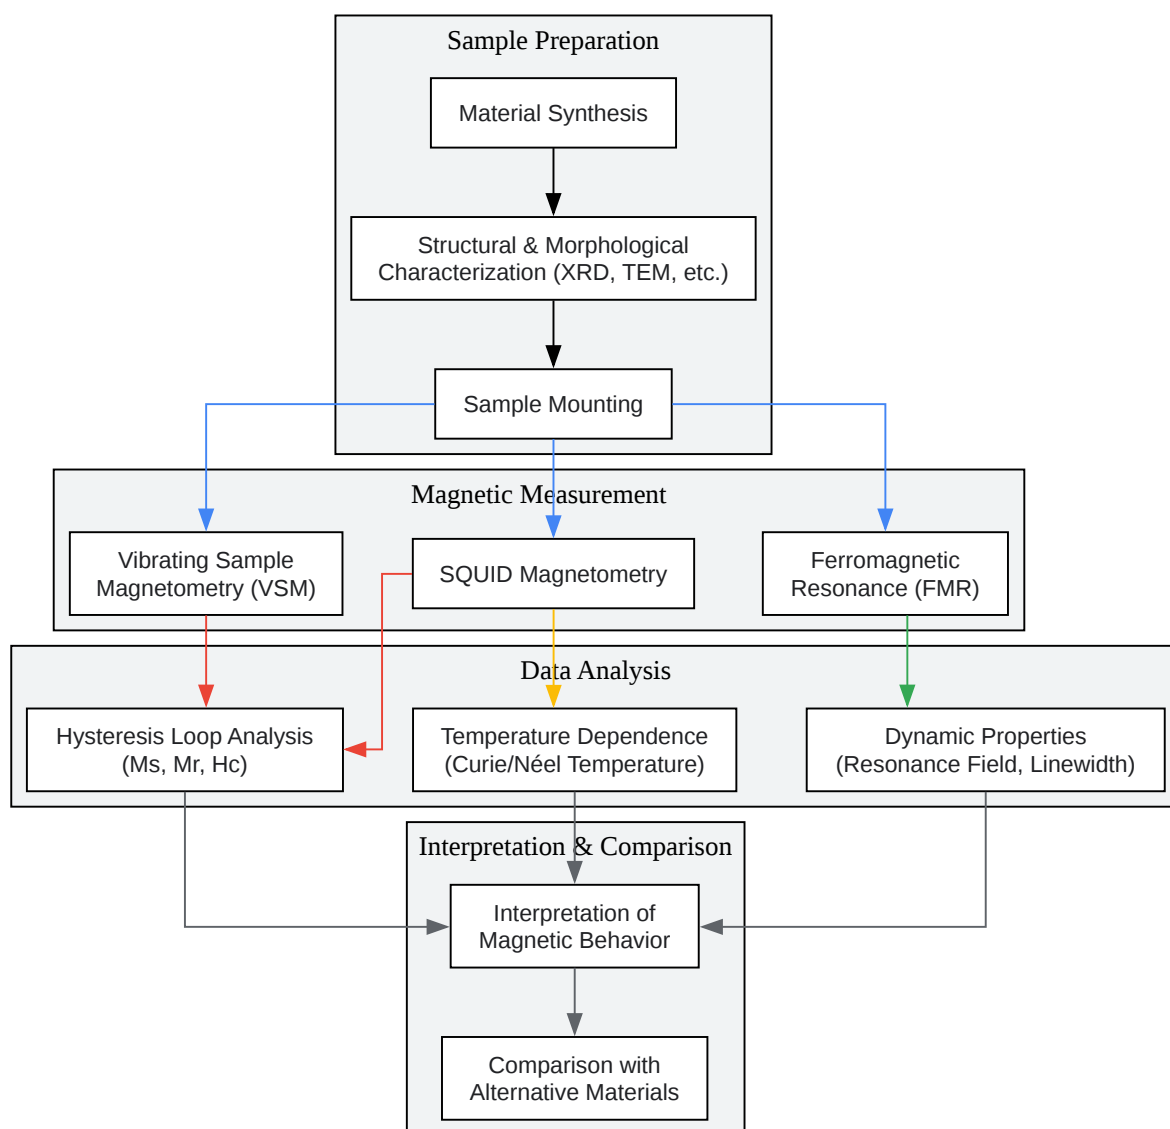 Sample Preparation
Material Synthesis
Structural & Morphological
Characterization (XRD, TEM, etc.)
Sample Mounting
Magnetic Measurement
Vibrating Sample
Magnetometry (VSM)
SQUID Magnetometry
Ferromagnetic
Resonance (FMR)
Data Analysis
Hysteresis Loop Analysis
(Ms, Mr, Hc)
Temperature Dependence
(Curie/Néel Temperature)
Dynamic Properties
(Resonance Field, Linewidth)
Interpretation & Comparison
Interpretation of
Magnetic Behavior
Comparison with
Alternative Materials